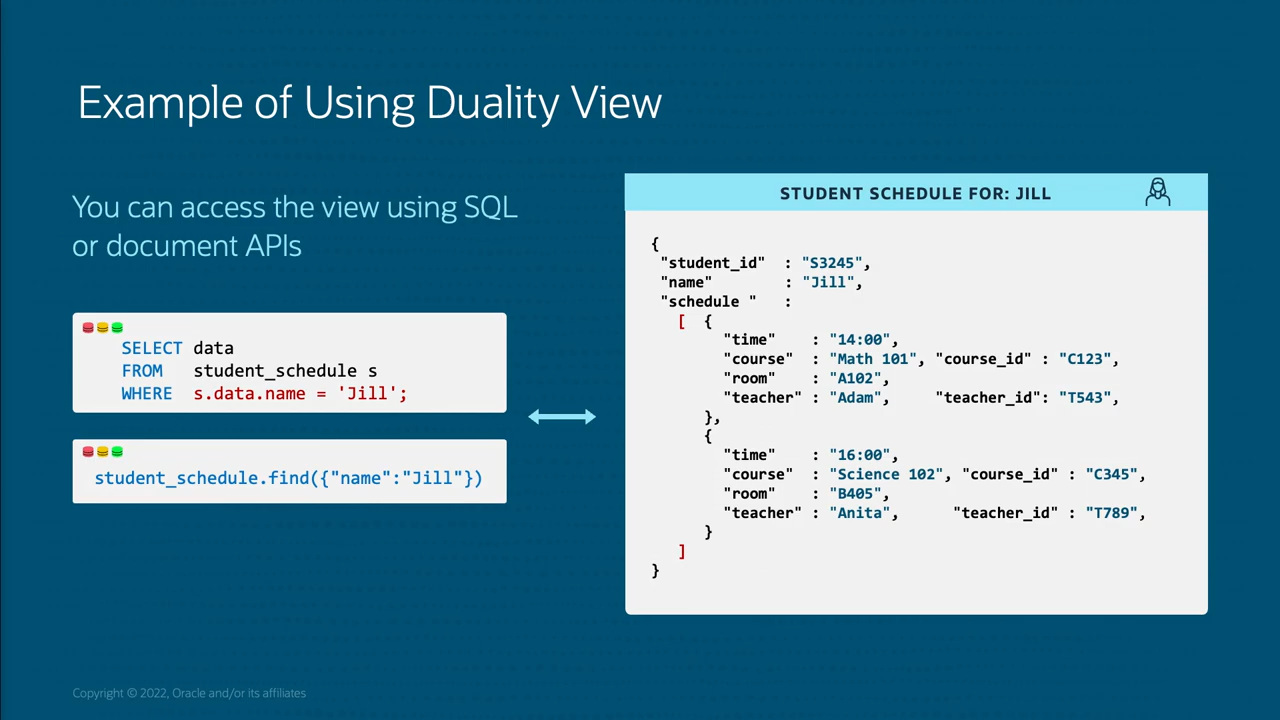 Example of Using Duality View
You can access the view using SQL
or document APIs
SELECT data
FROM student_schedule s
WHERE s.data.name = 'Jill';
student_schedule.find({"name":"Jill"})
STUDENT SCHEDULE FOR: JILL
{
"student_id" : "S3245",
"name" : "Jill",
"schedule " :
[ {
"time" : "14:00",
"course" : "Math 101", "course_id" : "C123",
"room" : "A102",
"teacher" : "Adam", "teacher_id": "T543",
},
{
"time" : "16:00",
"course" : "Science 102", "course_id" : "C345",
"room" : "B405",
"teacher" : "Anita", "teacher_id" : "T789",
}
]
}
Copyright © 2022, Oracle and/or its affiliates